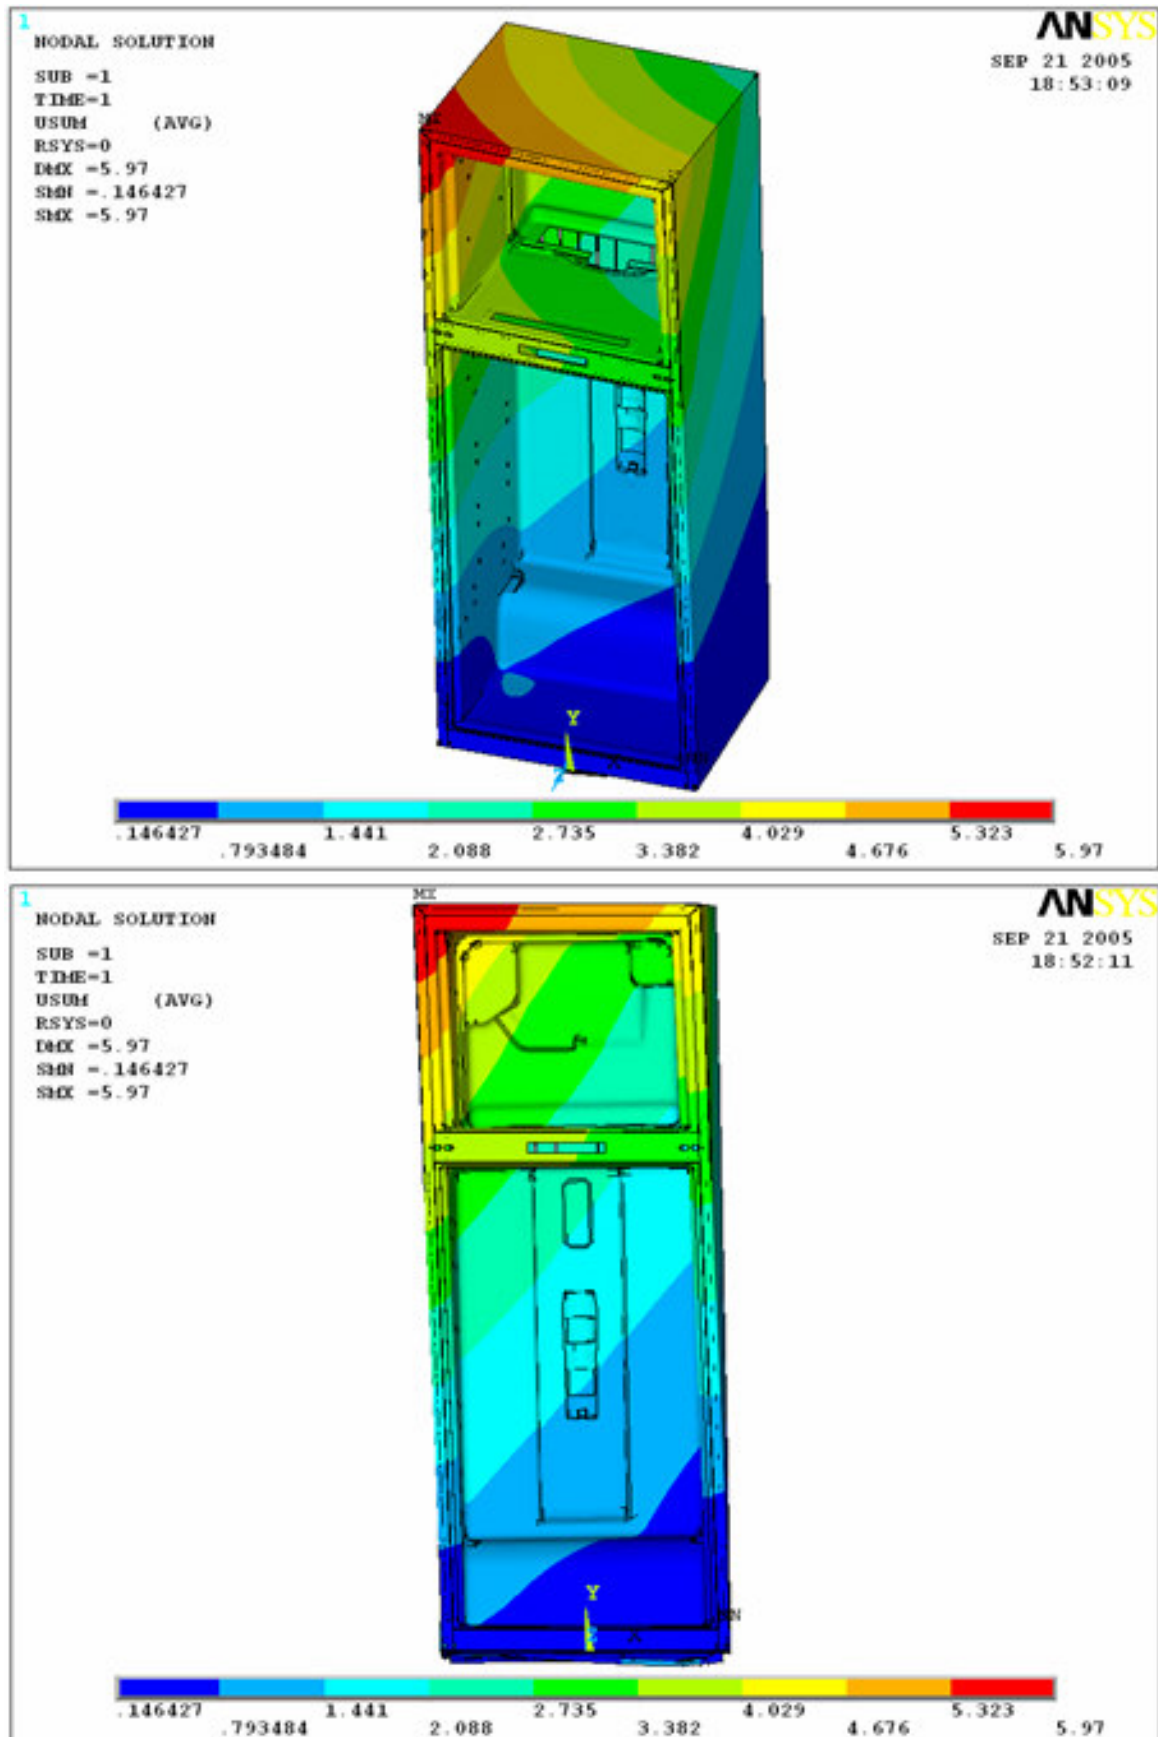 1
NODAL SOLUTION
SUB =1
TIME=1
USUM (AVG)
RSYS=0
DMX =5.97
SMN =.146427
SMX =5.97
ANSYS
SEP 21 2005
18:53:09
MX
Y
Z
X
.146427 .793484 1.441 2.088 2.735 3.382 4.029 4.676 5.323 5.97
1
NODAL SOLUTION
SUB =1
TIME=1
USUM (AVG)
RSYS=0
DMX =5.97
SMN =.146427
SMX =5.97
MX
ANSYS
SEP 21 2005
18:52:11
Y
Z
X
.146427 .793484 1.441 2.088 2.735 3.382 4.029 4.676 5.323 5.97